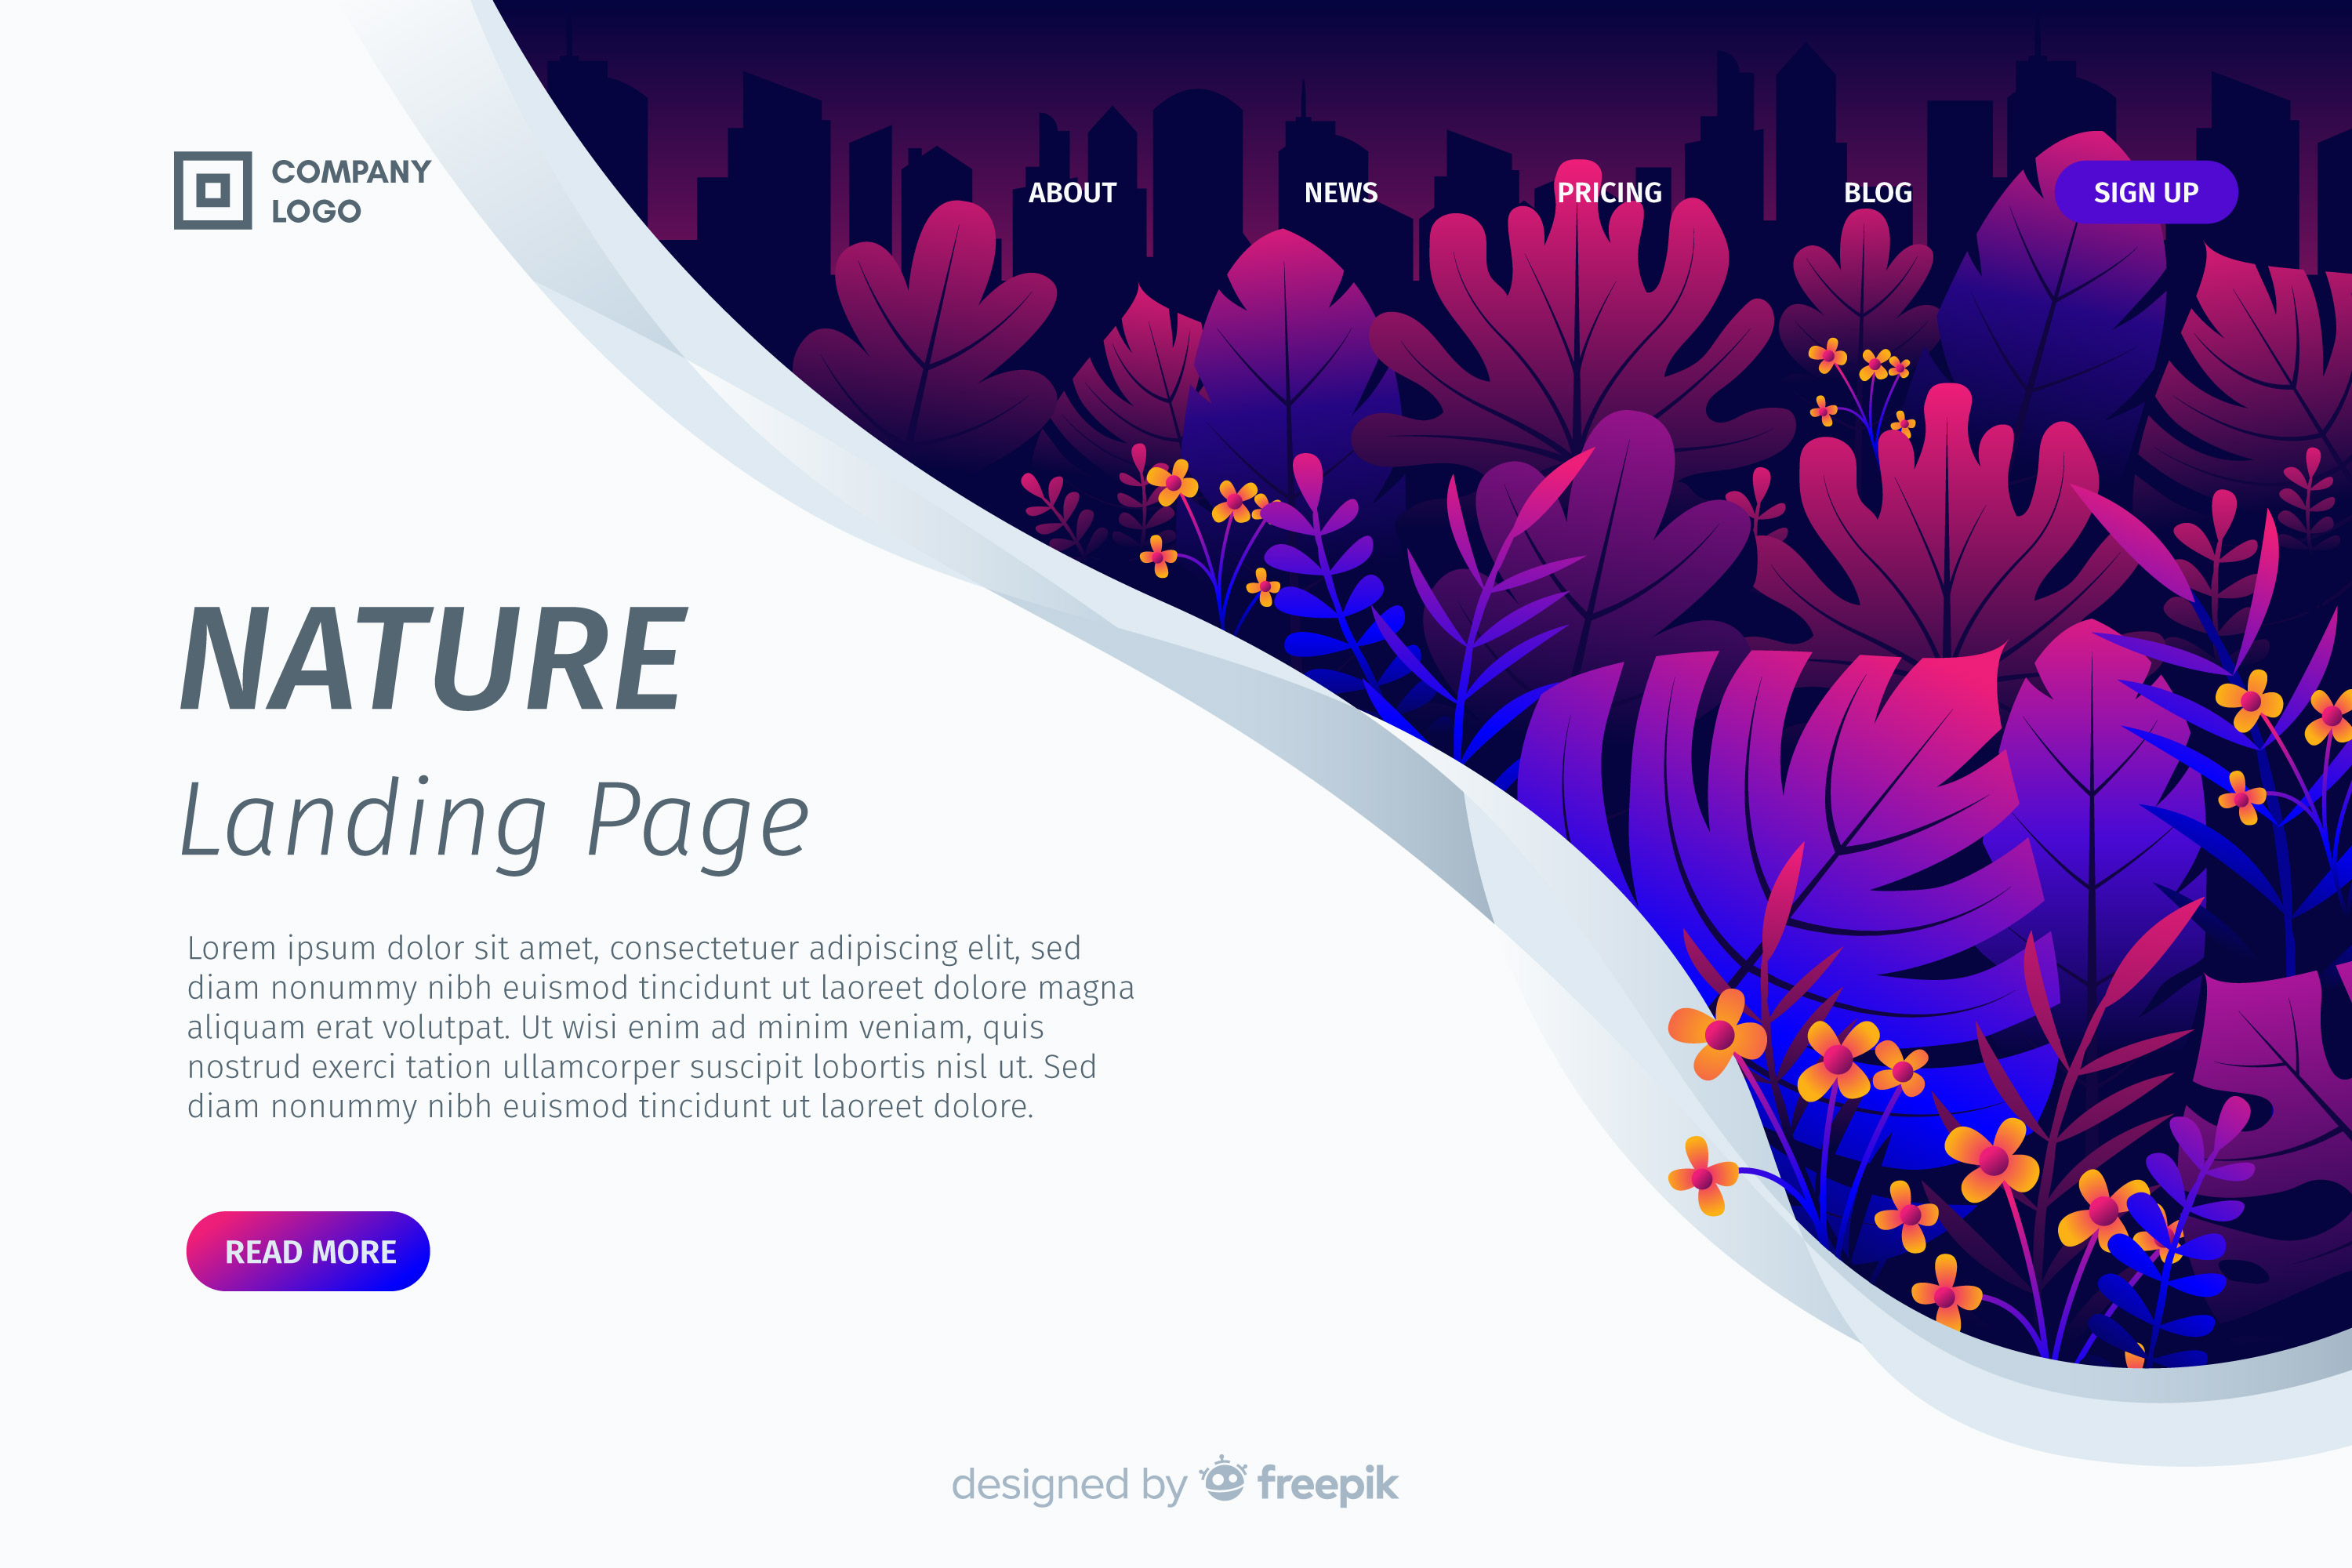 COMPANY
LOGO
ABOUT
NEWS
PRICING
BLOG
SIGN UP
NATURE
Landing Page
Lorem ipsum dolor sit amet, consectetuer adipiscing elit, sed
diam nonummy nibh euismod tincidunt ut laoreet dolore magna
aliquam erat volutpat. Ut wisi enim ad minim veniam, quis
nostrud exerci tation ullamcorper suscipit lobortis nisl ut. Sed
diam nonummy nibh euismod tincidunt ut laoreet dolore.
READ MORE
designed by freepik